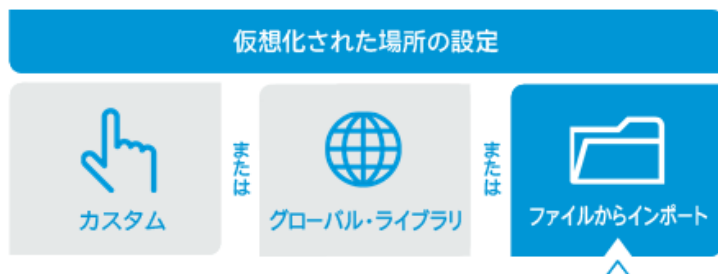 仮想化された場所の設定
カスタム
または
グローバル・ライブラリ
または
ファイルからインポート